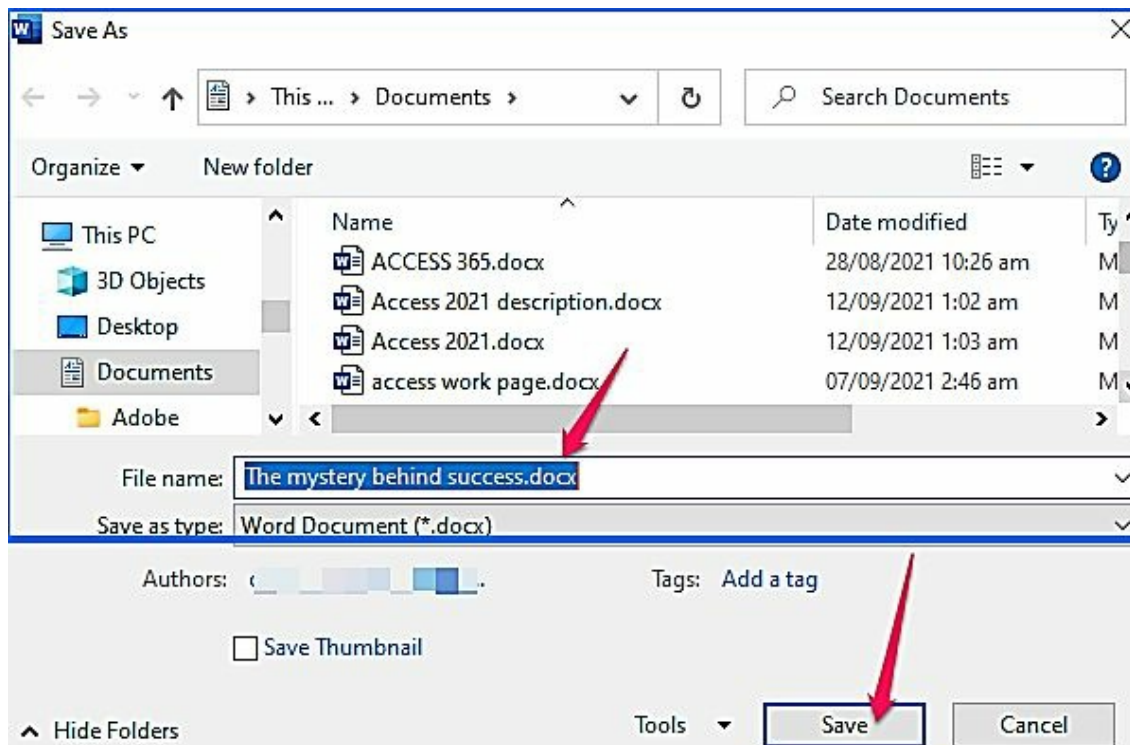 Save As
This ... > Documents >
Search Documents
Organize
New folder
Name
Date modified
Ty
This PC
ACCESS 365.docx
28/08/2021 10:26 am
M
3D Objects
Access 2021 description.docx
12/09/2021 1:02 am
M
Desktop
Access 2021.docx
12/09/2021 1:03 am
M
Documents
access work page.docx
07/09/2021 2:46 am
M
Adobe
File name:
The mystery behind success.docx
Save as type:
Word Document (*.docx)
Authors:
Tags:
Add a tag
Save Thumbnail
Hide Folders
Tools
Save
Cancel